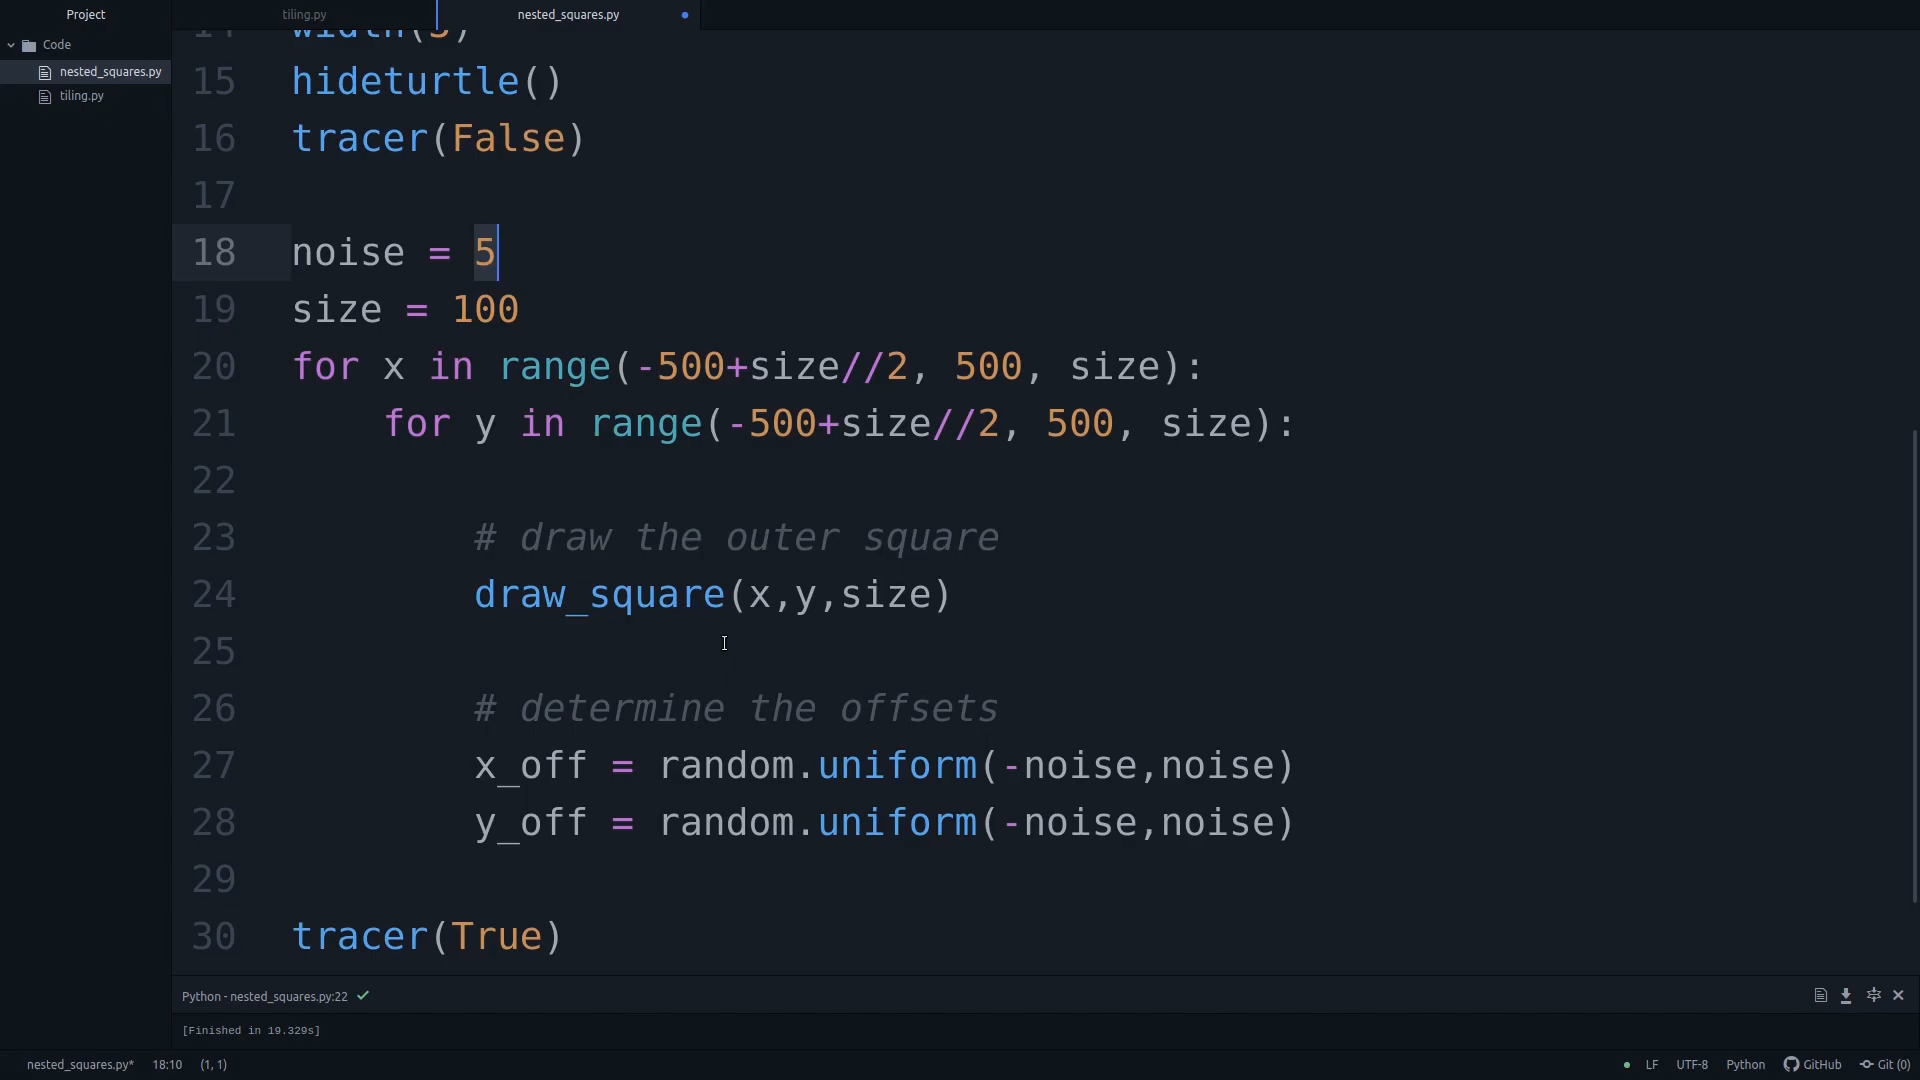 Project
tiling.py
nested_squares.py
Code
nested_squares.py
tiling.py
14 width(3)
15 hideturtle()
16 tracer(False)
17
18 noise = 5
19 size = 100
20 for x in range(-500+size//2, 500, size):
21 for y in range(-500+size//2, 500, size):
22
23 # draw the outer square
24 draw_square(x,y,size)
25
26 # determine the offsets
27 x_off = random.uniform(-noise,noise)
28 y_off = random.uniform(-noise,noise)
29
30 tracer(True)
Python - nested_squares.py:22
[Finished in 19.329s]
nested_squares.py* 18:10 (1, 1) LF UTF-8 Python GitHub Git (0)